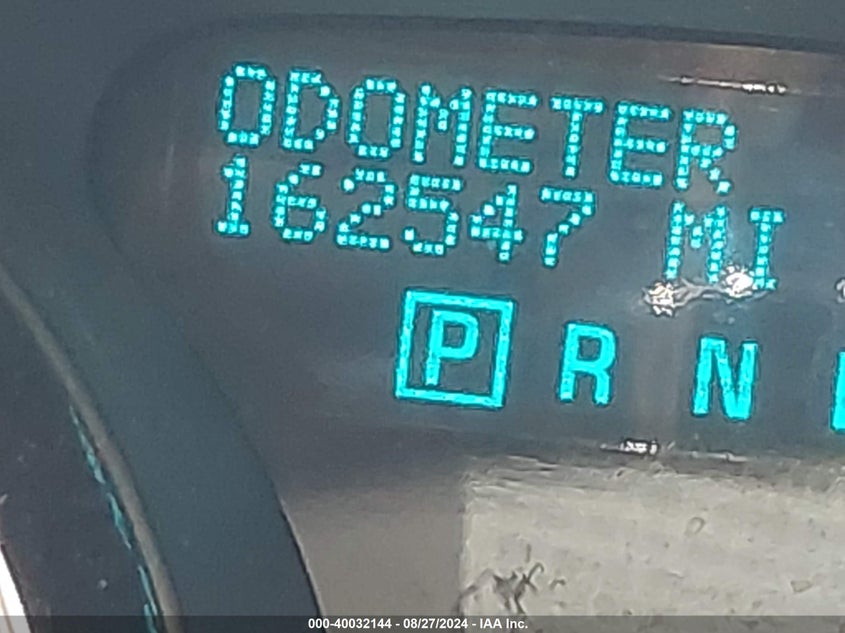 ODOMETER
162547 MI
P R N
000-40032144 - 08/27/2024 - IAA Inc.